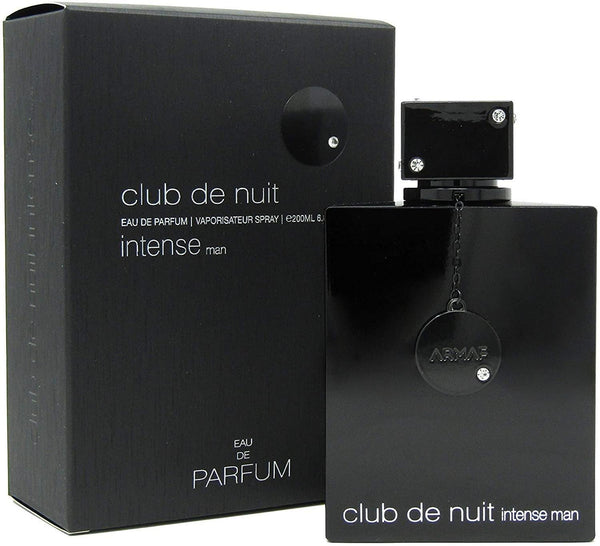 club de nuit
EAU DE PARFUM | VAPORISATEUR SPRAY | ℮200ML 6.
intense man
EAU
DE
PARFUM
ARMAF
club de nuit intense man